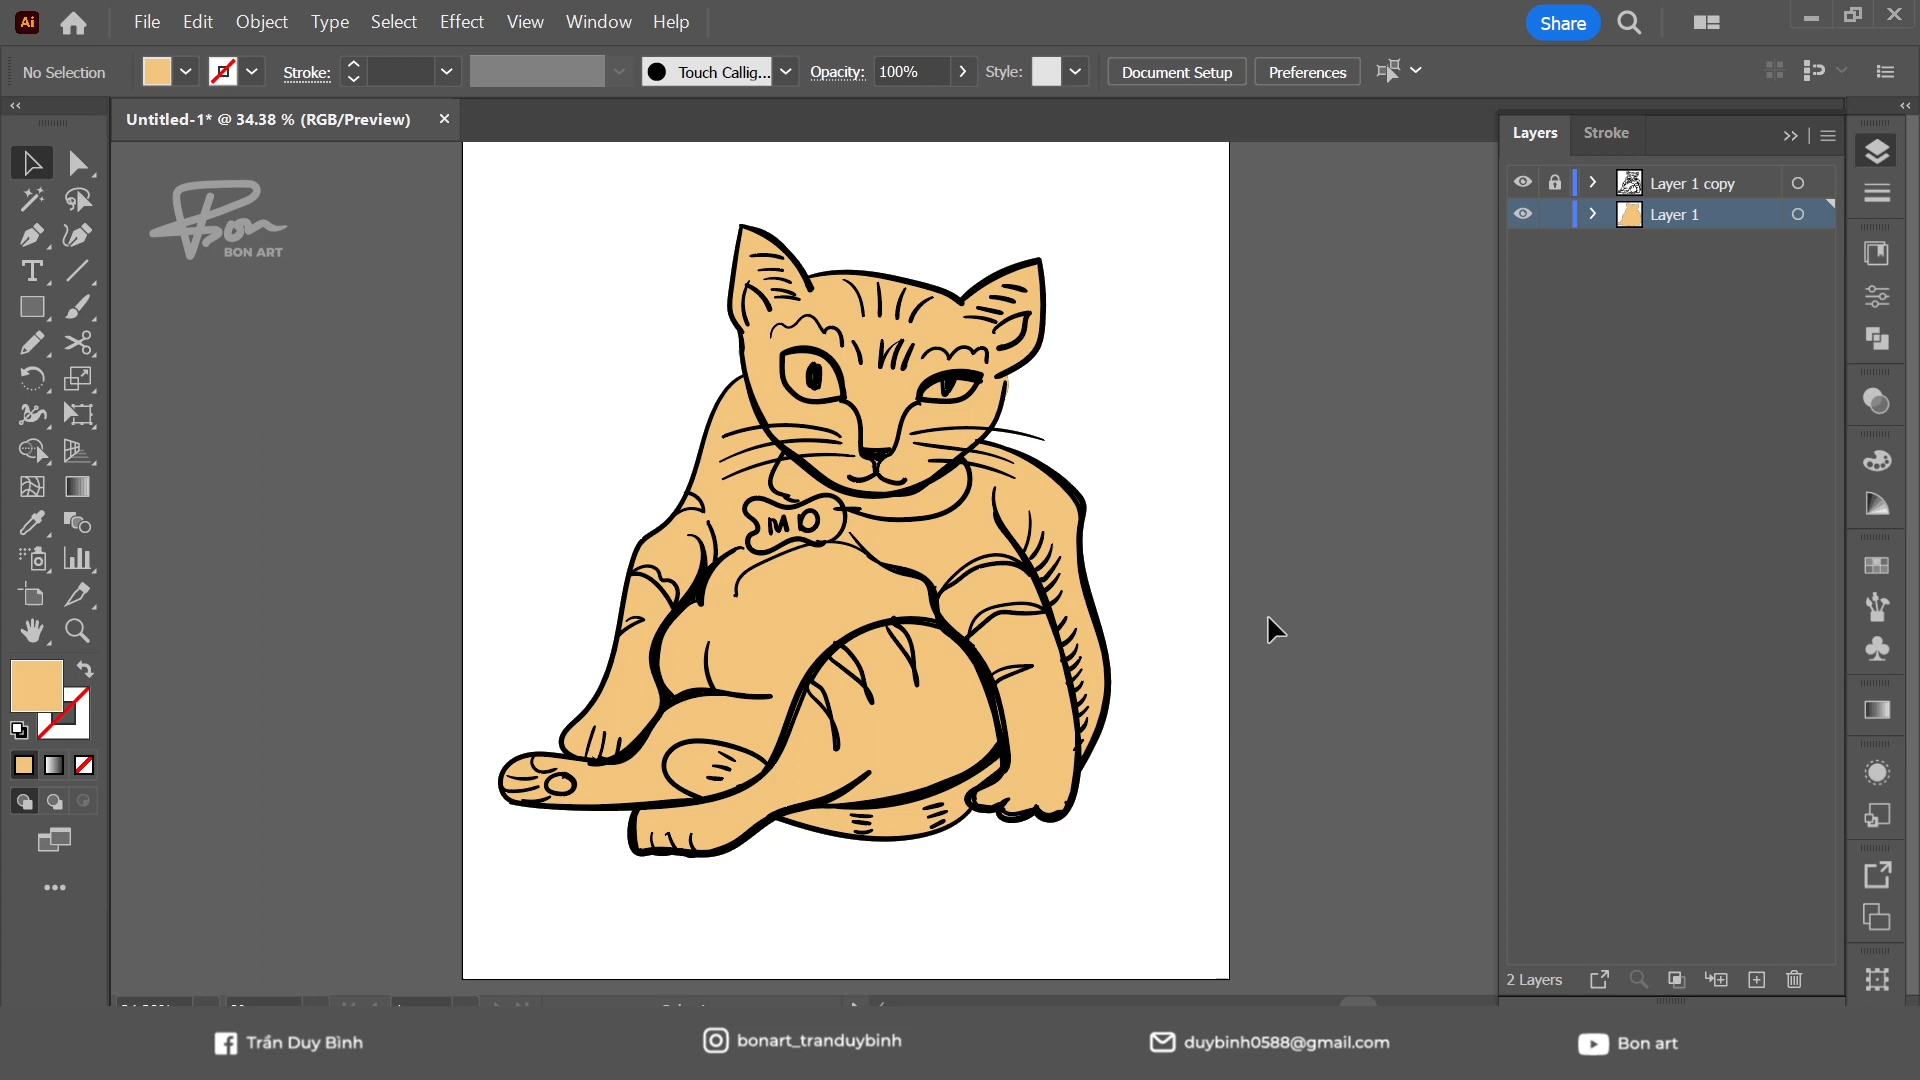 Ai
File Edit Object Type Select Effect View Window Help
Share
No Selection
Stroke:
Touch Callig...
Opacity: 100%
Style:
Document Setup
Preferences
Untitled-1* @ 34.38 % (RGB/Preview)
Layers
Stroke
Layer 1 copy
Layer 1
Bon
BON ART
MO
2 Layers
Trần Duy Bình
bonart_tranduybinh
duybinh0588@gmail.com
Bon art